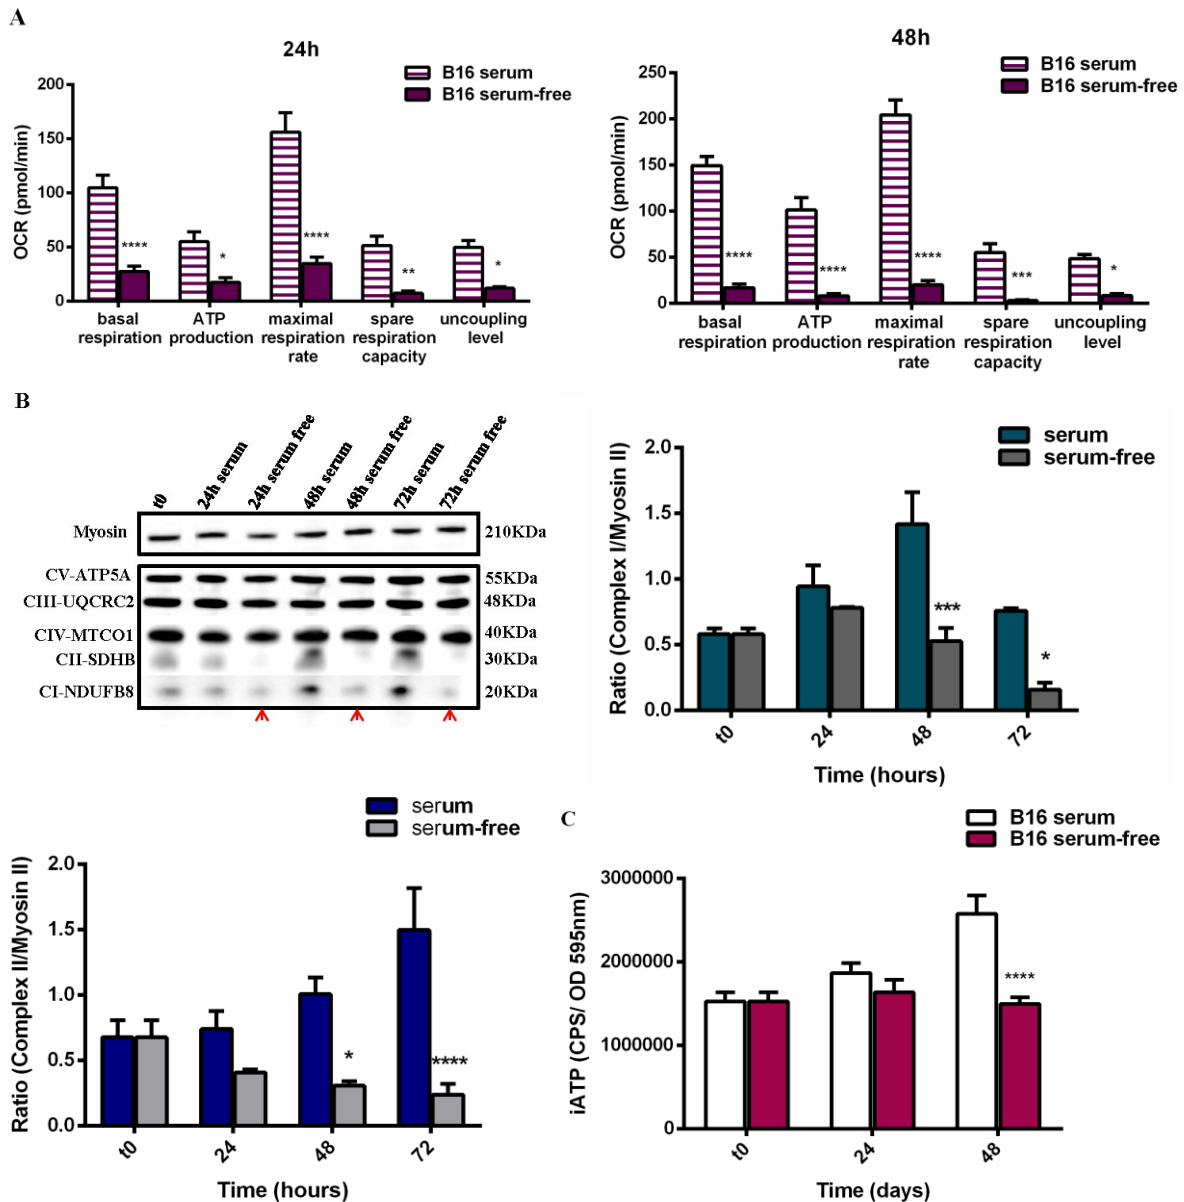 A
24h
B16 serum
B16 serum-free
OCR (pmol/min)
200
150
100
50
0
****
*
****
**
*
basal respiration
ATP production
maximal respiration rate
spare respiration capacity
uncoupling level
48h
B16 serum
B16 serum-free
OCR (pmol/min)
250
200
150
100
50
0
****
****
****
***
*
basal respiration
ATP production
maximal respiration rate
spare respiration capacity
uncoupling level
B
t0
24h serum
24h serum free
48h serum
48h serum free
72h serum
72h serum free
Myosin
210KDa
CV-ATP5A
55KDa
CIII-UQCRC2
48KDa
CIV-MTCO1
40KDa
CII-SDHB
30KDa
CI-NDUFB8
20KDa
serum
serum-free
Ratio (Complex I/Myosin II)
2.0
1.5
1.0
0.5
0.0
***
*
t0
24
48
72
Time (hours)
serum
serum-free
Ratio (Complex II/Myosin II)
2.0
1.5
1.0
0.5
0.0
*
****
t0
24
48
72
Time (hours)
C
B16 serum
B16 serum-free
iATP (CPS/ OD 595nm)
3000000
2000000
1000000
0
****
t0
24
48
Time (days)